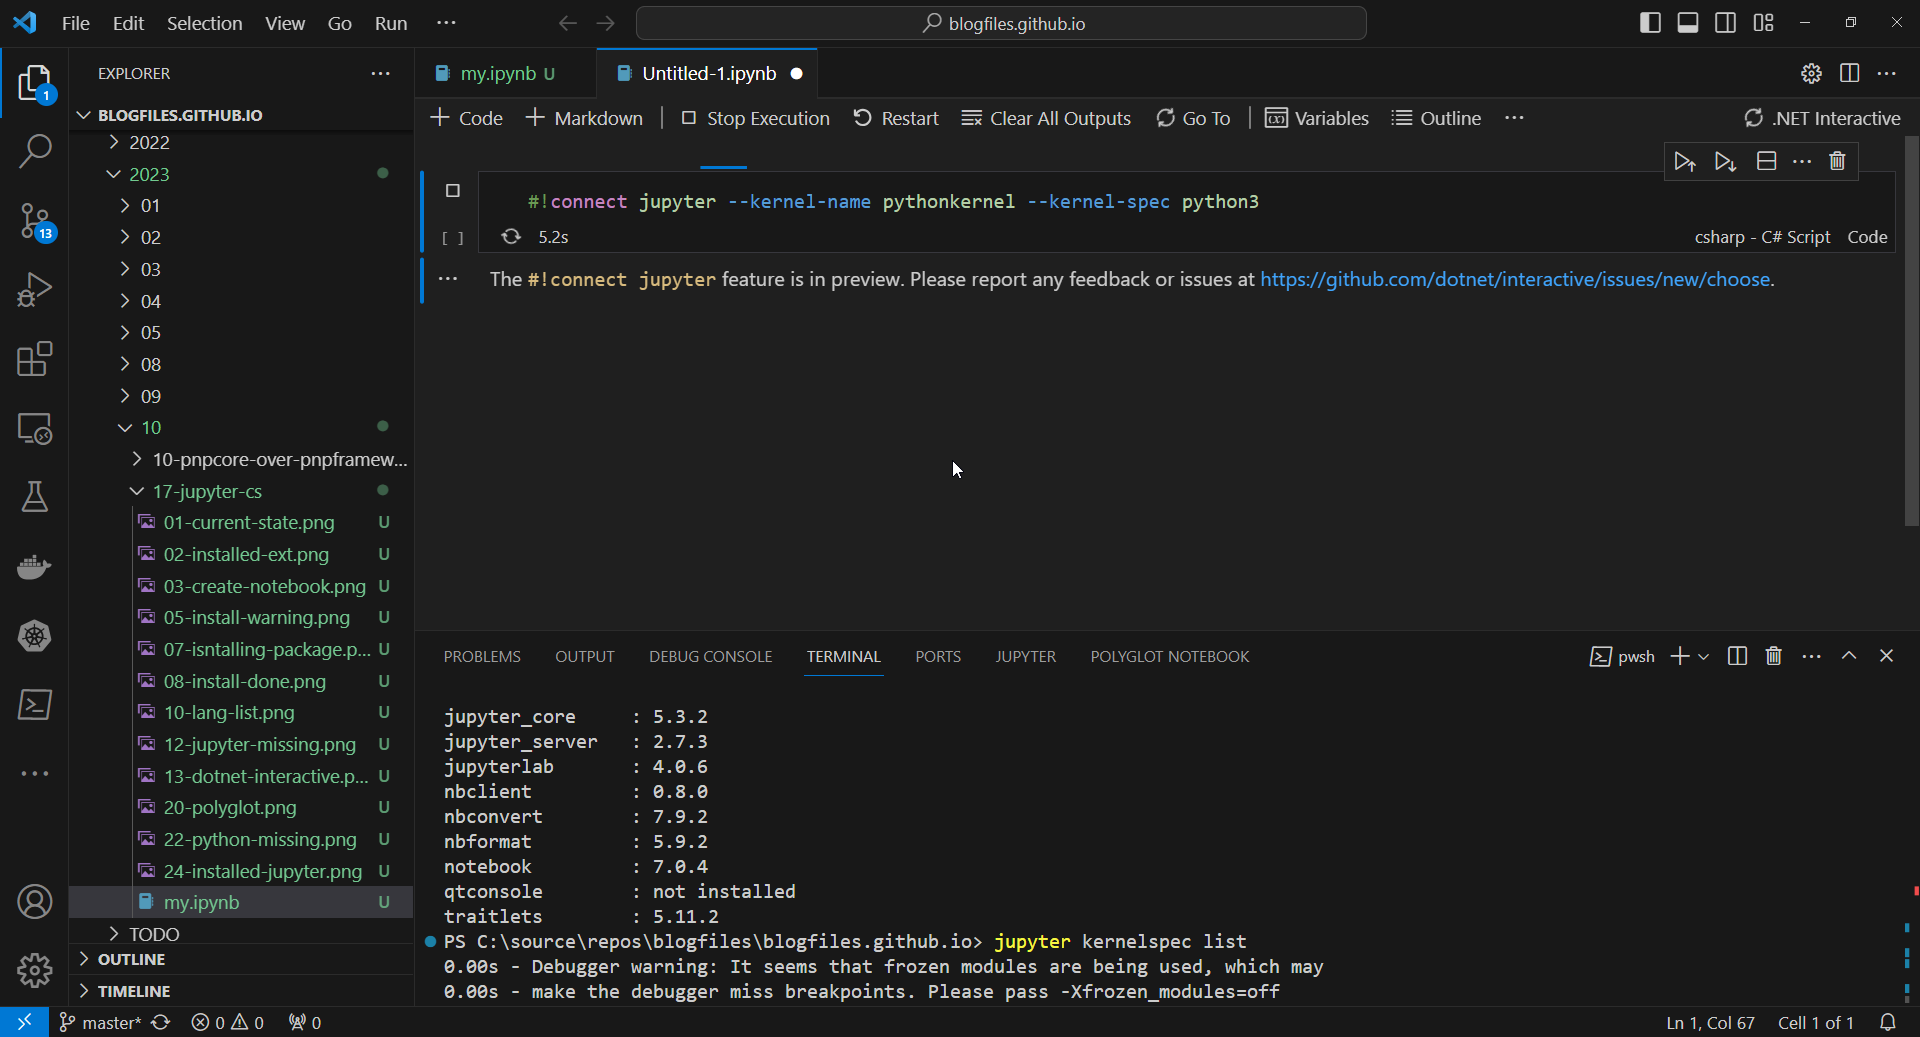 File Edit Selection View Go Run ··· blogfiles.github.io
EXPLORER ···
my.ipynb U Untitled-1.ipynb ●
BLOGFILES.GITHUB.IO
+ Code + Markdown Stop Execution Restart Clear All Outputs Go To Variables Outline ··· .NET Interactive
2022
2023
01
02
03
04
05
08
09
10
10-pnpcore-over-pnpframew...
17-jupyter-cs
01-current-state.png U
02-installed-ext.png U
03-create-notebook.png U
05-install-warning.png U
07-isntalling-package.p... U
08-install-done.png U
10-lang-list.png U
12-jupyter-missing.png U
13-dotnet-interactive.p... U
20-polyglot.png U
22-python-missing.png U
24-installed-jupyter.png U
my.ipynb U
TODO
OUTLINE
TIMELINE
1
13
#!connect jupyter --kernel-name pythonkernel --kernel-spec python3
[ ] 5.2s csharp - C# Script Code
The #!connect jupyter feature is in preview. Please report any feedback or issues at https://github.com/dotnet/interactive/issues/new/choose.
PROBLEMS OUTPUT DEBUG CONSOLE TERMINAL PORTS JUPYTER POLYGLOT NOTEBOOK pwsh
jupyter_core : 5.3.2
jupyter_server : 2.7.3
jupyterlab : 4.0.6
nbclient : 0.8.0
nbconvert : 7.9.2
nbformat : 5.9.2
notebook : 7.0.4
qtconsole : not installed
traitlets : 5.11.2
PS C:\source\repos\blogfiles\blogfiles.github.io> jupyter kernelspec list
0.00s - Debugger warning: It seems that frozen modules are being used, which may
0.00s - make the debugger miss breakpoints. Please pass -Xfrozen_modules=off
master* 0 0 0 Ln 1, Col 67 Cell 1 of 1